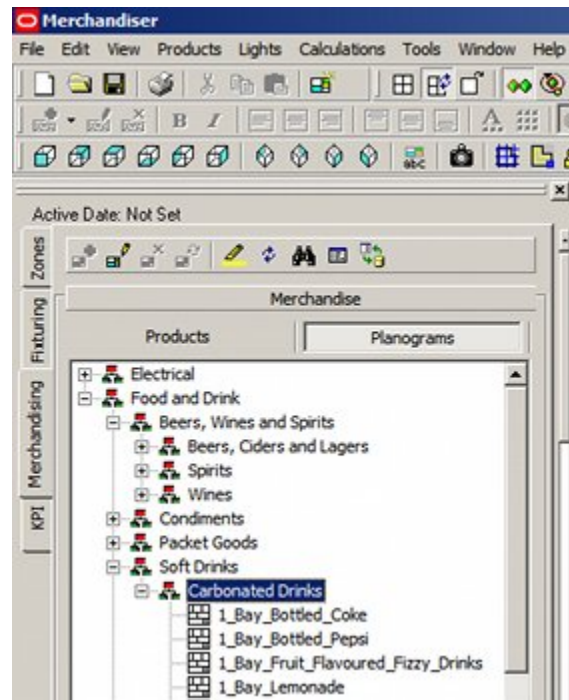 Merchandiser
File Edit View Products Lights Calculations Tools Window Help
B I A
abc
Active Date: Not Set
Zones
Fixturing
Merchandising
KPI
Merchandise
Products Planograms
Electrical
Food and Drink
Beers, Wines and Spirits
Beers, Ciders and Lagers
Spirits
Wines
Condiments
Packet Goods
Soft Drinks
Carbonated Drinks
1_Bay_Bottled_Coke
1_Bay_Bottled_Pepsi
1_Bay_Fruit_Flavoured_Fizzy_Drinks
1_Bay_Lemonade